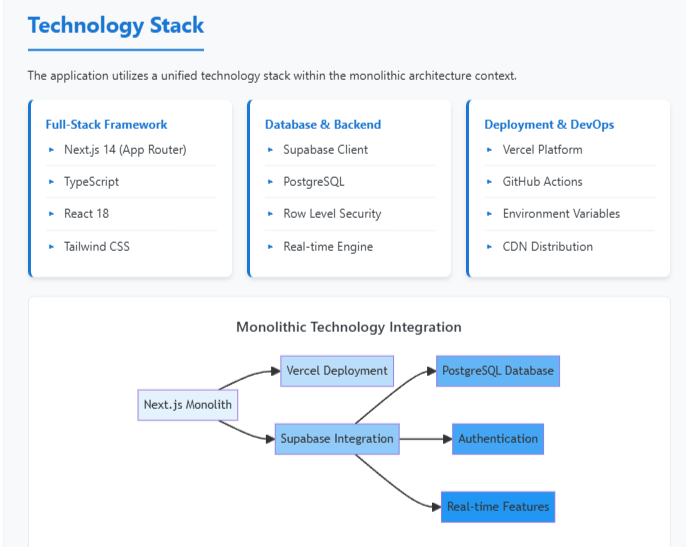 Technology Stack
The application utilizes a unified technology stack within the monolithic architecture context.
Full-Stack Framework
Next.js 14 (App Router)
TypeScript
React 18
Tailwind CSS
Database & Backend
Supabase Client
PostgreSQL
Row Level Security
Real-time Engine
Deployment & DevOps
Vercel Platform
GitHub Actions
Environment Variables
CDN Distribution
Monolithic Technology Integration
Next.js Monolith
Vercel Deployment
Supabase Integration
PostgreSQL Database
Authentication
Real-time Features